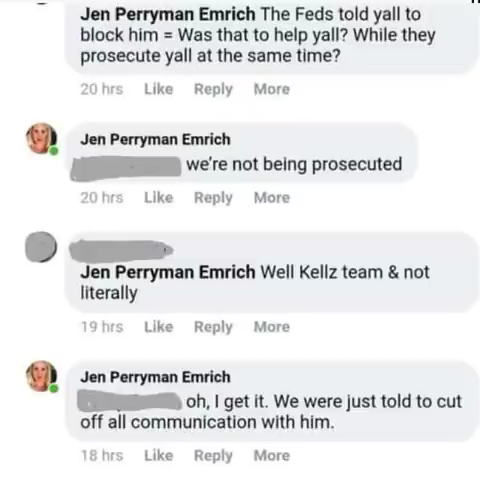 Jen Perryman Emrich The Feds told yall to
block him = Was that to help yall? While they
prosecute yall at the same time?
20 hrs Like Reply More
Jen Perryman Emrich
we're not being prosecuted
20 hrs Like Reply More
Jen Perryman Emrich Well Kellz team & not
literally
19 hrs Like Reply More
Jen Perryman Emrich
oh, I get it. We were just told to cut
off all communication with him.
18 hrs Like Reply More